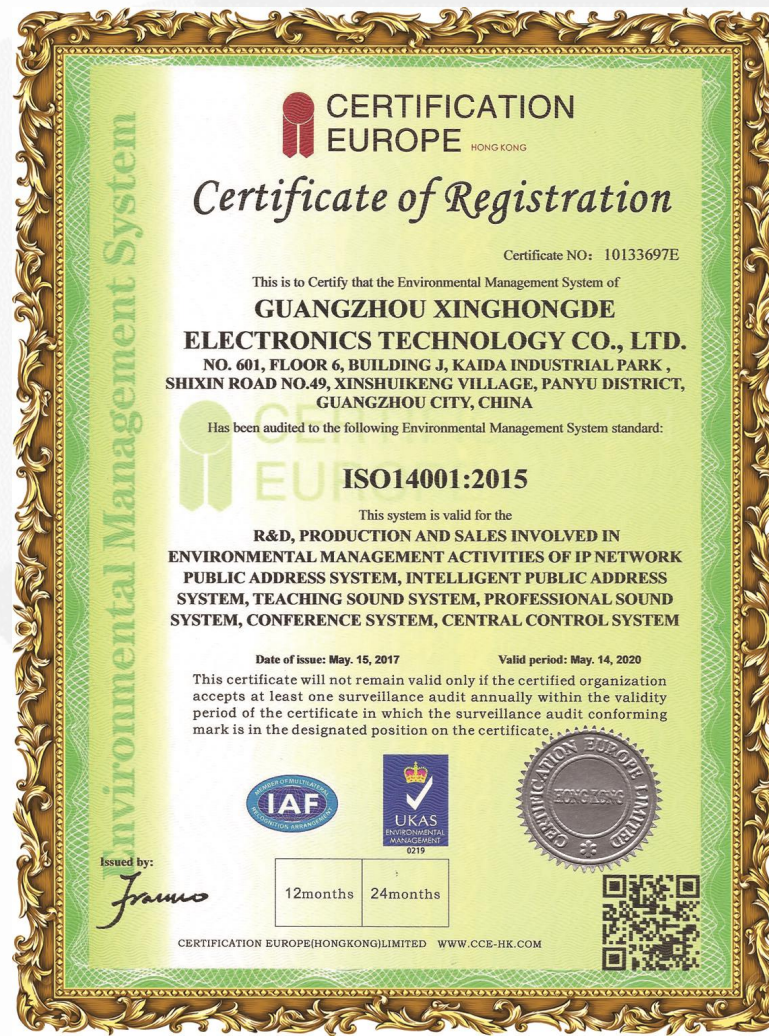 Environmental Management System
CERTIFICATION
EUROPE HONG KONG
Certificate of Registration
Certificate NO: 10133697E
This is to Certify that the Environmental Management System of
GUANGZHOU XINGHONGDE
ELECTRONICS TECHNOLOGY CO., LTD.
NO. 601, FLOOR 6, BUILDING J, KAIDA INDUSTRIAL PARK ,
SHIXIN ROAD NO.49, XINSHUIKENG VILLAGE, PANYU DISTRICT,
GUANGZHOU CITY, CHINA
Has been audited to the following Environmental Management System standard:
ISO14001:2015
This system is valid for the
R&D, PRODUCTION AND SALES INVOLVED IN
ENVIRONMENTAL MANAGEMENT ACTIVITIES OF IP NETWORK
PUBLIC ADDRESS SYSTEM, INTELLIGENT PUBLIC ADDRESS
SYSTEM, TEACHING SOUND SYSTEM, PROFESSIONAL SOUND
SYSTEM, CONFERENCE SYSTEM, CENTRAL CONTROL SYSTEM
Date of issue: May. 15, 2017 Valid period: May. 14, 2020
This certificate will not remain valid only if the certified organization
accepts at least one surveillance audit annually within the validity
period of the certificate in which the surveillance audit conforming
mark is in the designated position on the certificate.
MEMBER OF MULTILATERAL
IAF
RECOGNITION ARRANGEMENT
UKAS
ENVIRONMENTAL
MANAGEMENT
0219
CERTIFICATION EUROPE LIMITED
HONG KONG
Issued by:
12months 24months
CERTIFICATION EUROPE(HONGKONG)LIMITED WWW.CCE-HK.COM